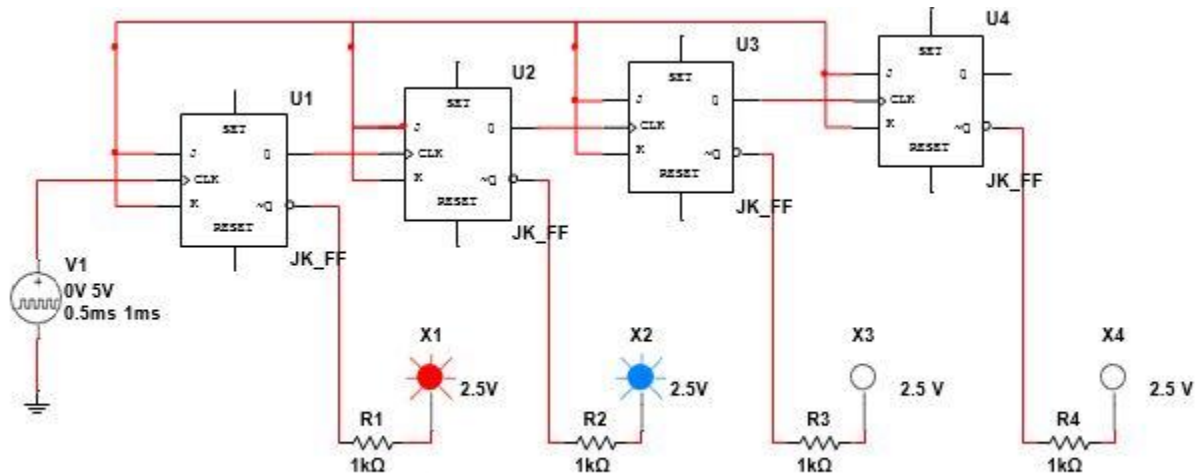 U4
SET
J
Q
CLK
K
~Q
RESET
JK_FF
U3
SET
J
Q
CLK
K
~Q
RESET
JK_FF
U2
SET
J
Q
CLK
K
~Q
RESET
JK_FF
U1
SET
J
Q
CLK
K
~Q
RESET
JK_FF
V1
+
0V 5V
0.5ms 1ms
X1
2.5V
X2
2.5V
X3
2.5 V
X4
2.5 V
R1
1kΩ
R2
1kΩ
R3
1kΩ
R4
1kΩ